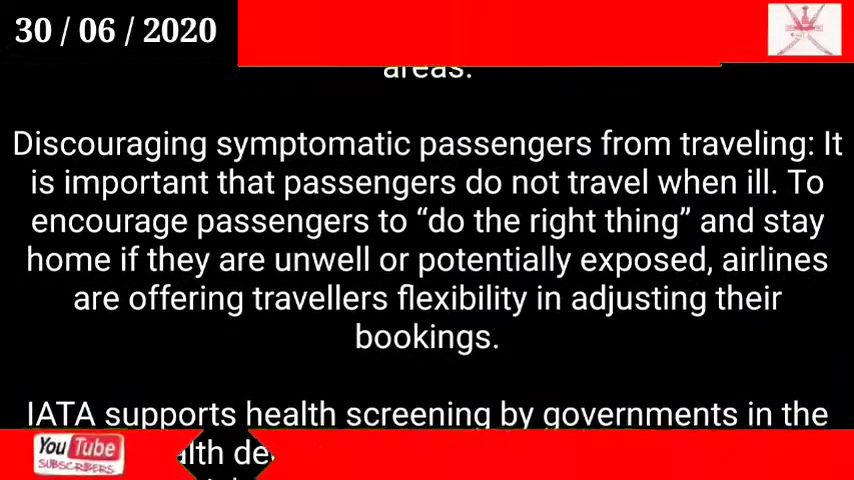 30 / 06 / 2020
areas.
Discouraging symptomatic passengers from traveling: It
is important that passengers do not travel when ill. To
encourage passengers to “do the right thing” and stay
home if they are unwell or potentially exposed, airlines
are offering travellers flexibility in adjusting their
bookings.
IATA supports health screening by governments in the
You Tube
SUBSCRIBERS